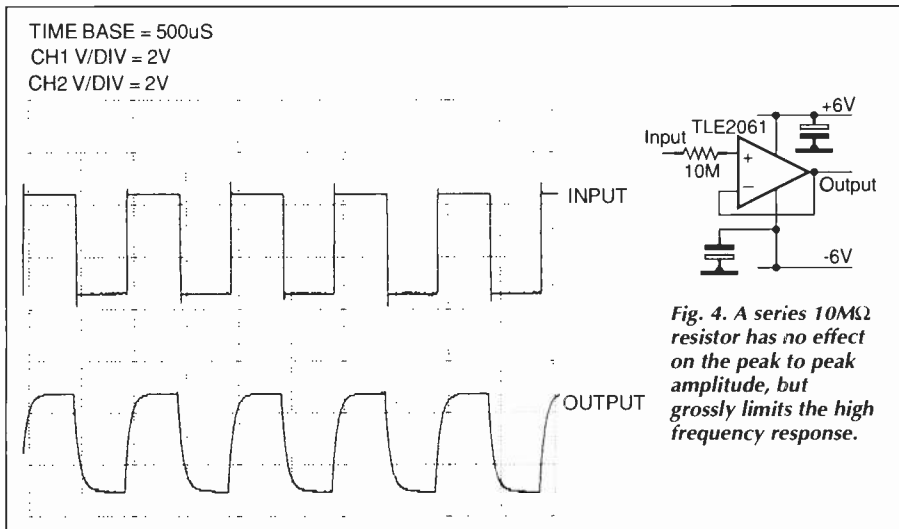 TIME BASE = 500uS
CH1 V/DIV = 2V
CH2 V/DIV = 2V
INPUT
OUTPUT
+6V
TLE2061
Input
10M
+
−
Output
-6V
Fig. 4. A series 10MΩ
resistor has no effect
on the peak to peak
amplitude, but
grossly limits the high
frequency response.